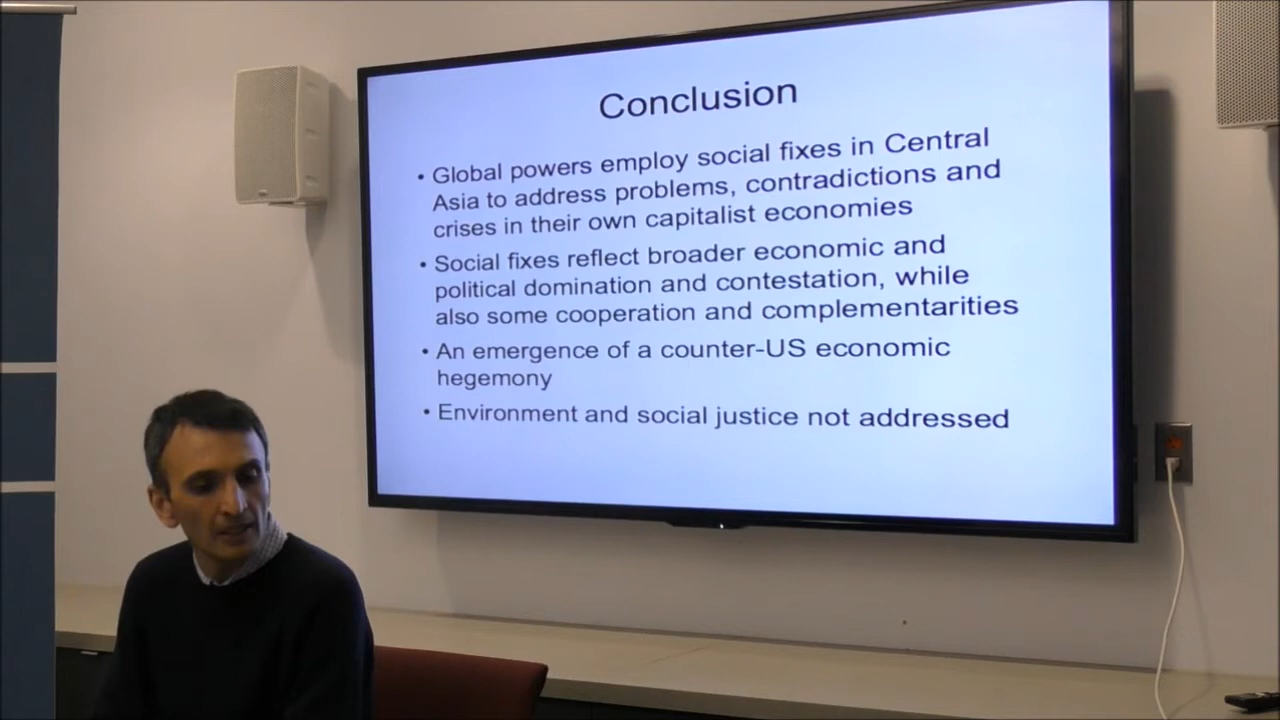 Conclusion
• Global powers employ social fixes in Central
Asia to address problems, contradictions and
crises in their own capitalist economies
• Social fixes reflect broader economic and
political domination and contestation, while
also some cooperation and complementarities
• An emergence of a counter-US economic
hegemony
• Environment and social justice not addressed